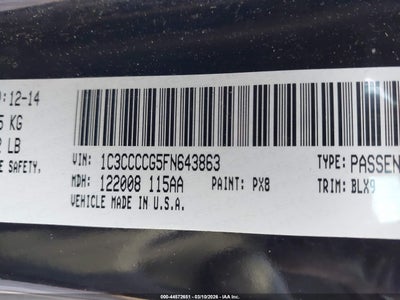 : 12-14
5 KG
LB
E SAFETY.
VIN: 1C3CCCCG5FN643863 TYPE: PASSEN
MDH: 122008 115AA PAINT: PX8 TRIM: BLX9
VEHICLE MADE IN U.S.A.
000-44572651 - 03/10/2026 - IAA Inc.